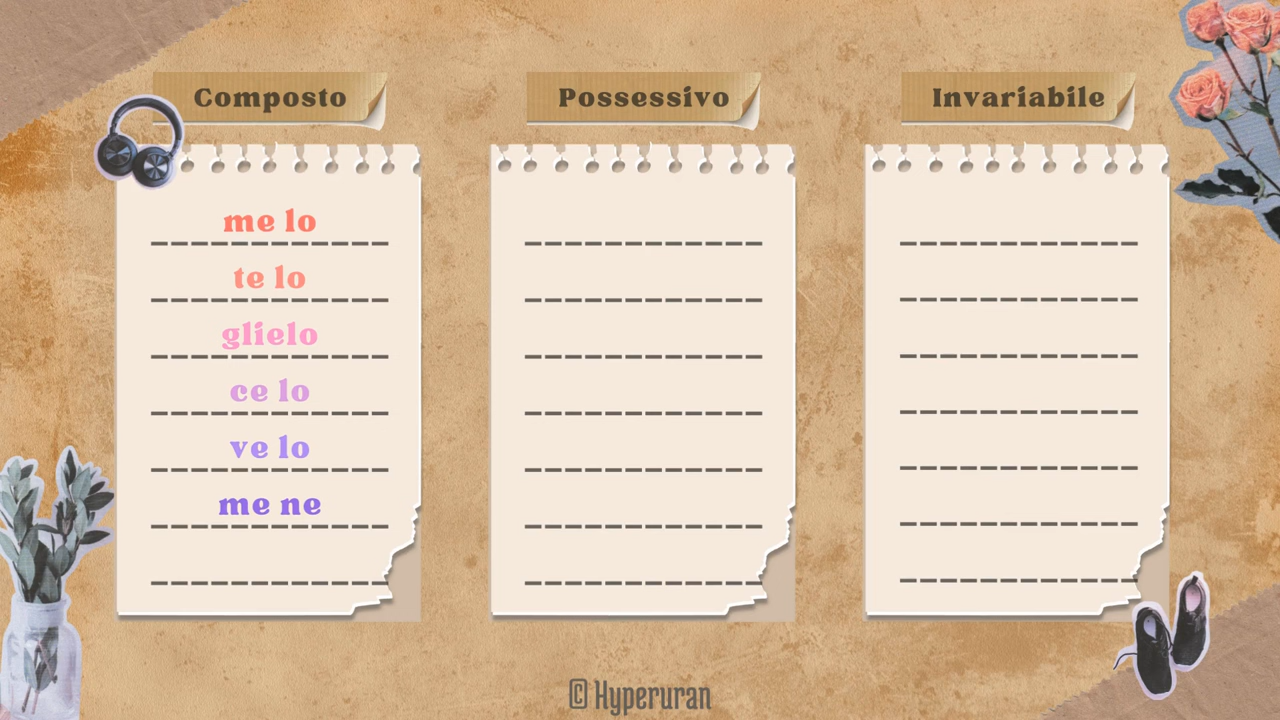 Composto
Possessivo
Invariabile
me lo
te lo
glielo
ce lo
ve lo
me ne
© Hyperuran